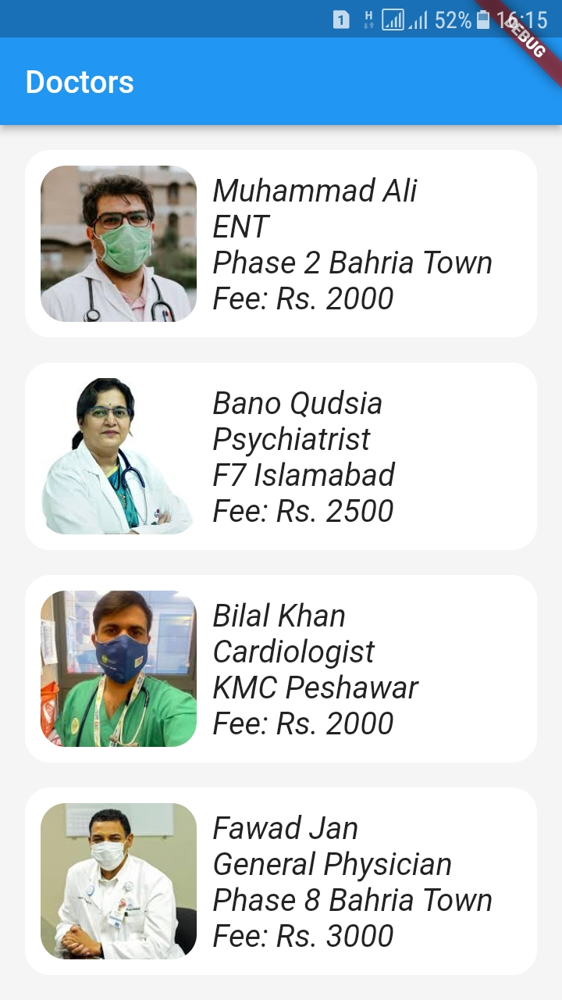 1 H 52% 16:15
DEBUG
Doctors
Muhammad Ali
ENT
Phase 2 Bahria Town
Fee: Rs. 2000
Bano Qudsia
Psychiatrist
F7 Islamabad
Fee: Rs. 2500
Bilal Khan
Cardiologist
KMC Peshawar
Fee: Rs. 2000
Fawad Jan
General Physician
Phase 8 Bahria Town
Fee: Rs. 3000